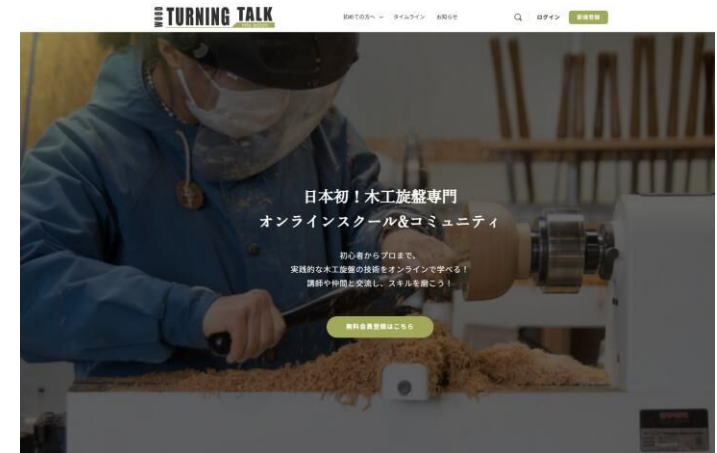 WOOD TURNING TALK
初めての方へ
タイムライン
お知らせ
ログイン
新規登録
日本初！木工旋盤専門
オンラインスクール&コミュニティ
初心者からプロまで、
実践的な木工旋盤の技術をオンラインで学べる！
講師や仲間と交流し、スキルを磨こう！
無料会員登録はこちら